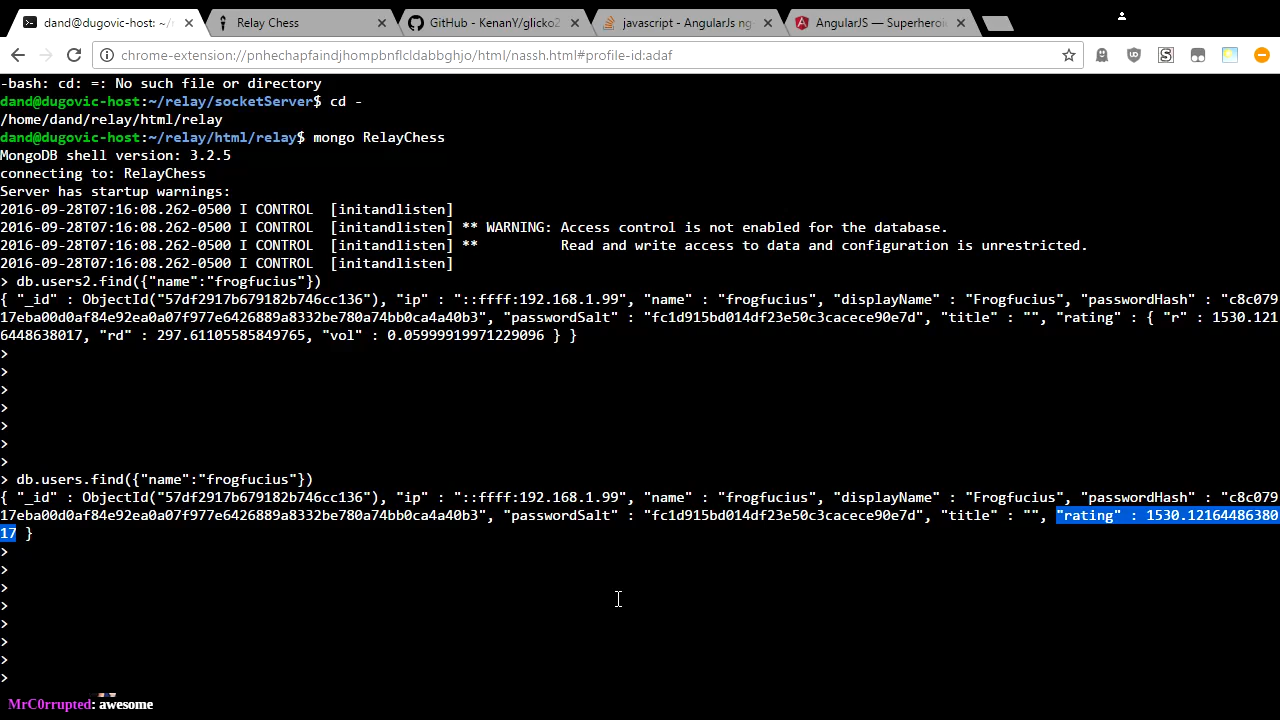 dand@dugovic-host: ~/r
Relay Chess
GitHub - KenanY/glicko2
javascript - AngularJs ng-
AngularJS — Superheroi
chrome-extension://pnhechapfaindjhompbnflcldabbghjo/html/nassh.html#profile-id:adaf
-bash: cd: =: No such file or directory
dand@dugovic-host:~/relay/socketServer$ cd -
/home/dand/relay/html/relay
dand@dugovic-host:~/relay/html/relay$ mongo RelayChess
MongoDB shell version: 3.2.5
connecting to: RelayChess
Server has startup warnings:
2016-09-28T07:16:08.262-0500 I CONTROL  [initandlisten]
2016-09-28T07:16:08.262-0500 I CONTROL  [initandlisten] ** WARNING: Access control is not enabled for the database.
2016-09-28T07:16:08.262-0500 I CONTROL  [initandlisten] **          Read and write access to data and configuration is unrestricted.
2016-09-28T07:16:08.262-0500 I CONTROL  [initandlisten]
> db.users2.find({"name":"frogfucius"})
{ "_id" : ObjectId("57df2917b679182b746cc136"), "ip" : "::ffff:192.168.1.99", "name" : "frogfucius", "displayName" : "Frogfucius", "passwordHash" : "c8c079
17eba00d0af84e92ea0a07f977e6426889a8332be780a74bb0ca4a40b3", "passwordSalt" : "fc1d915bd014df23e50c3cacece90e7d", "title" : "", "rating" : { "r" : 1530.121
6448638017, "rd" : 297.61105585849765, "vol" : 0.05999919971229096 } }
>
>
>
>
>
>
>
> db.users.find({"name":"frogfucius"})
{ "_id" : ObjectId("57df2917b679182b746cc136"), "ip" : "::ffff:192.168.1.99", "name" : "frogfucius", "displayName" : "Frogfucius", "passwordHash" : "c8c079
17eba00d0af84e92ea0a07f977e6426889a8332be780a74bb0ca4a40b3", "passwordSalt" : "fc1d915bd014df23e50c3cacece90e7d", "title" : "", "rating" : 1530.12164486380
17 }
>
>
>
>
>
>
>
>
MrC0rrupted: awesome